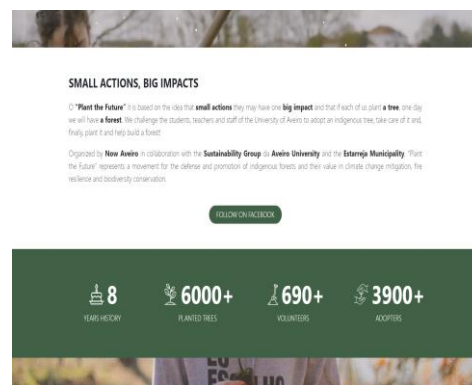 SMALL ACTIONS, BIG IMPACTS
O "Plant the Future" it is based on the idea that small actions they may have one big impact and that if each of us plant a tree, one day
we will have a forest. We challenge the students, teachers and staff of the University of Aveiro to adopt an indigenous tree, take care of it and,
finally, plant it and help build a forest!
Organized by Now Aveiro in collaboration with the Sustainability Group da Aveiro University and the Estarreja Municipality, "Plant
the Future" represents a movement for the defense and promotion of indigenous forests and their value in climate change mitigation, fire
resilience and biodiversity conservation.
FOLLOW ON FACEBOOK
8
YEARS HISTORY
6000+
PLANTED TREES
690+
VOLUNTEERS
3900+
ADOPTERS